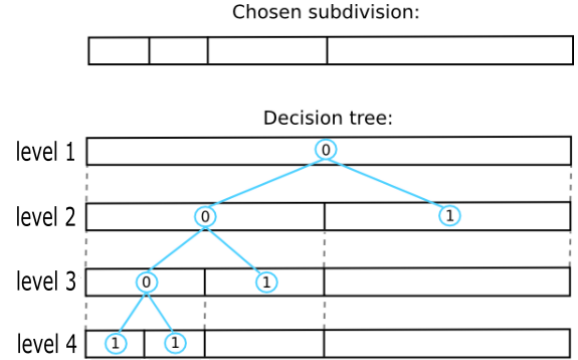 Chosen subdivision:
Decision tree:
level 1
0
level 2
0
1
level 3
0
1
level 4
1
1